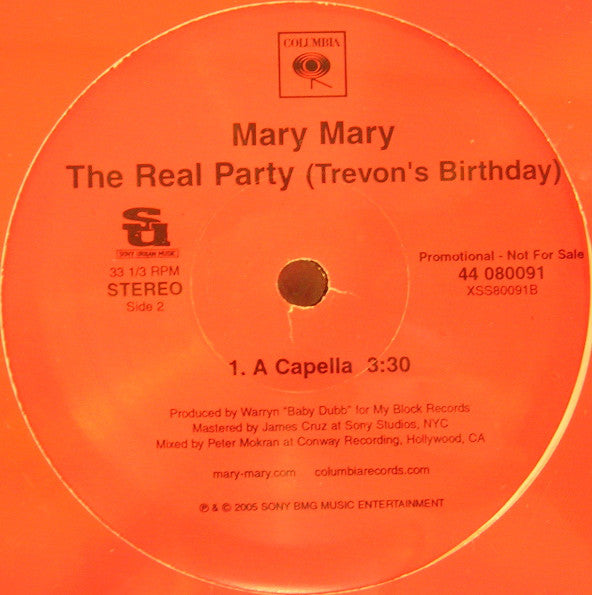 COLUMBIA
Mary Mary
The Real Party (Trevon's Birthday)
SU
SONY URBAN MUSIC
33 1/3 RPM
STEREO
Side 2
Promotional - Not For Sale
44 080091
XSS80091B
1. A Capella 3:30
Produced by Warryn "Baby Dubb" for My Block Records
Mastered by James Cruz at Sony Studios, NYC
Mixed by Peter Mokran at Conway Recording, Hollywood, CA
mary-mary.com columbiarecords.com
℗ & © 2005 SONY BMG MUSIC ENTERTAINMENT